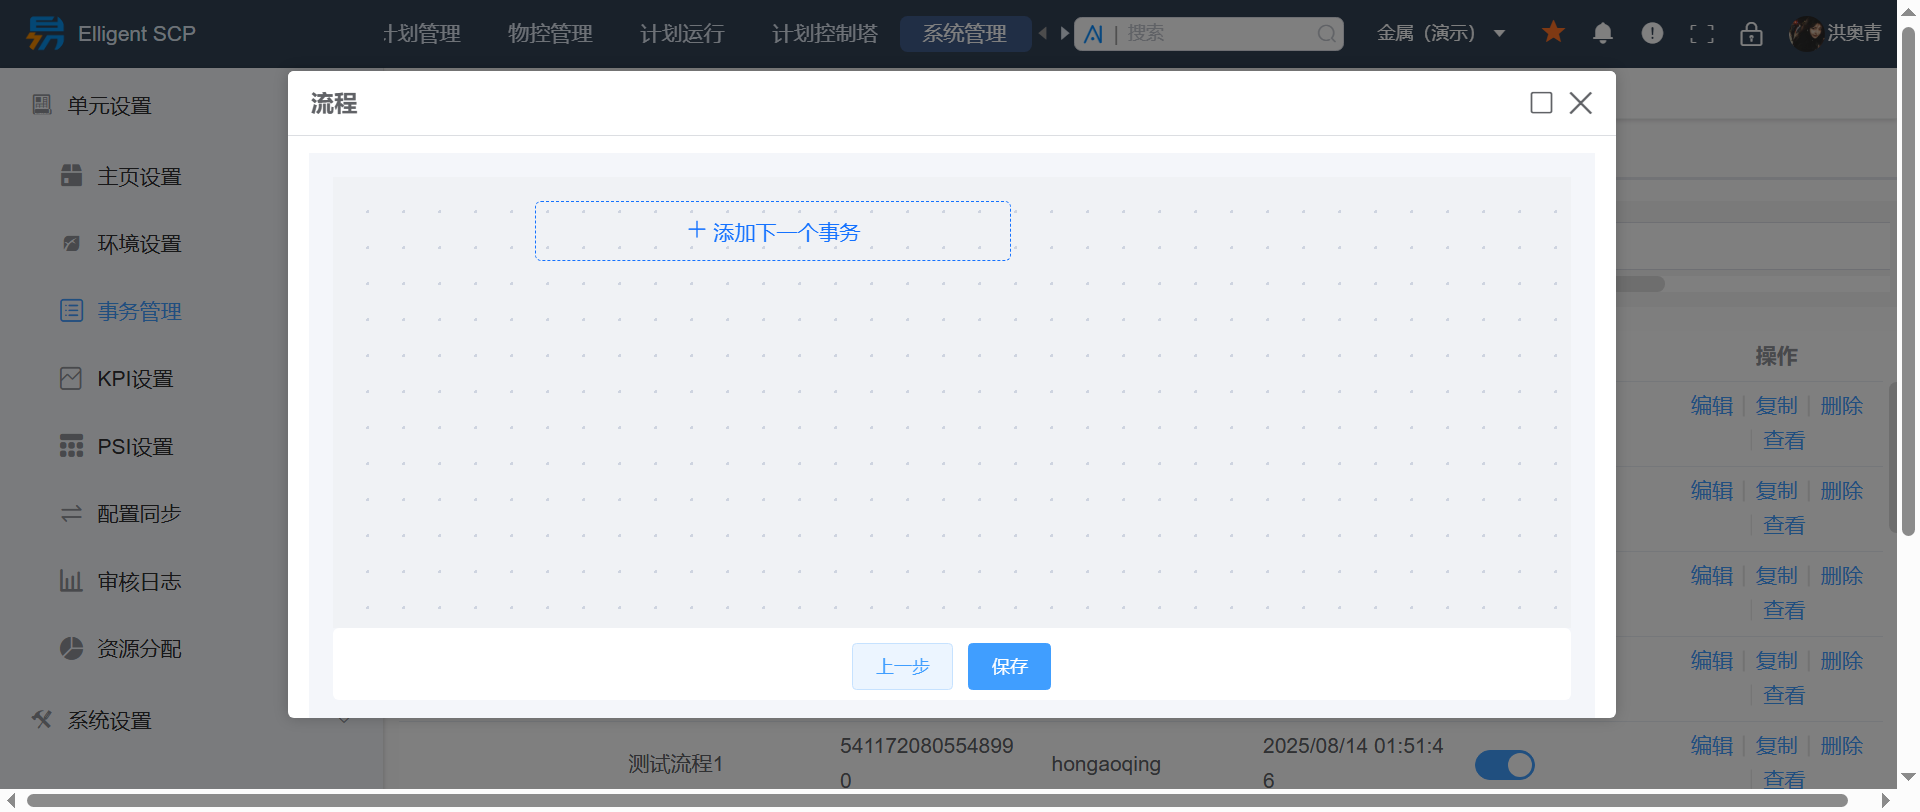 Elligent SCP
计划管理
物控管理
计划运行
计划控制塔
系统管理
AI | 搜索
金属（演示）
洪奥青
单元设置
主页设置
环境设置
事务管理
KPI设置
PSI设置
配置同步
审核日志
资源分配
系统设置
流程
+ 添加下一个事务
上一步
保存
操作
编辑 复制 删除
查看
编辑 复制 删除
查看
编辑 复制 删除
查看
编辑 复制 删除
查看
测试流程1
541172080554899
0
hongaoqing
2025/08/14 01:51:4
6
编辑 复制 删除
查看